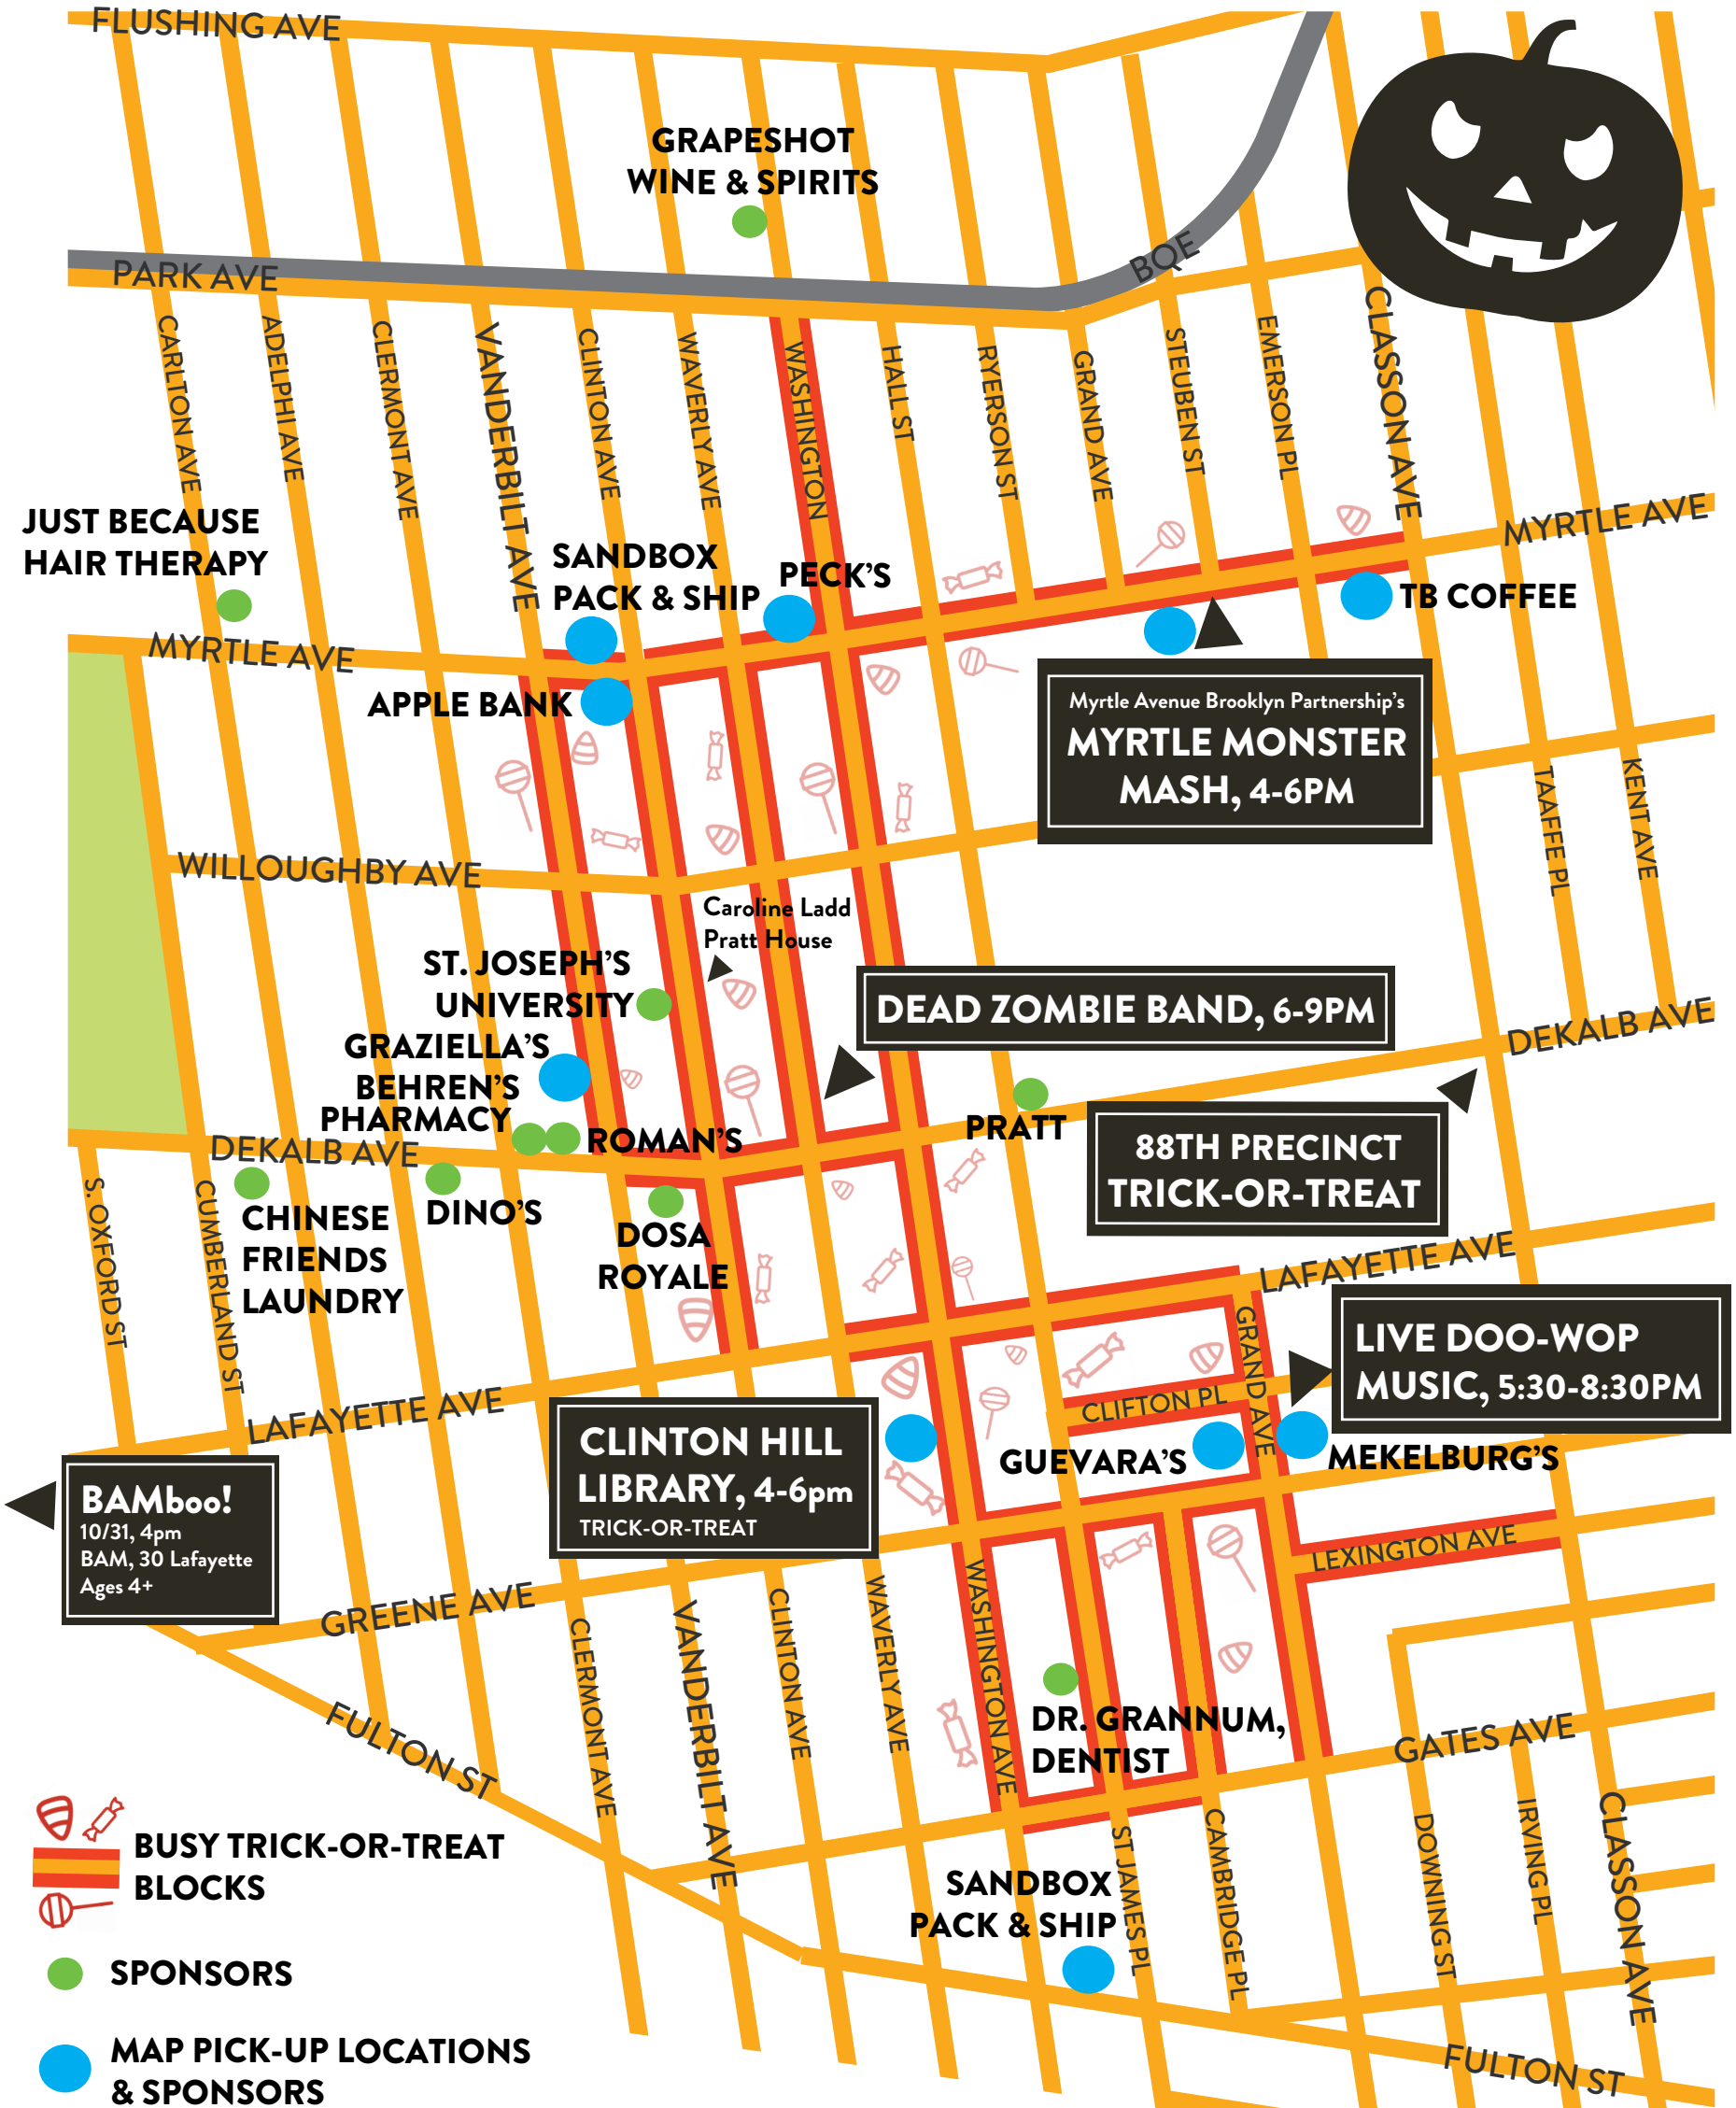 FLUSHING AVE
GRAPESHOT
WINE & SPIRITS
BQE
PARK AVE
CARLTON AVE
ADELPHI AVE
CLERMONT AVE
VANDERBILT AVE
CLINTON AVE
WAVERLY AVE
WASHINGTON
HALL ST
RYERSON ST
GRAND AVE
STEUBEN ST
EMERSON PL
CLASSON AVE
MYRTLE AVE
JUST BECAUSE
HAIR THERAPY
SANDBOX
PACK & SHIP
PECK'S
TB COFFEE
MYRTLE AVE
APPLE BANK
Myrtle Avenue Brooklyn Partnership's
MYRTLE MONSTER
MASH, 4-6PM
TAAFFE PL
KENT AVE
WILLOUGHBY AVE
Caroline Ladd
Pratt House
ST. JOSEPH'S
UNIVERSITY
DEAD ZOMBIE BAND, 6-9PM
DEKALB AVE
GRAZIELLA'S
BEHREN'S
PHARMACY
ROMAN'S
PRATT
88TH PRECINCT
TRICK-OR-TREAT
DEKALB AVE
S. OXFORD ST
CUMBERLAND ST
CHINESE
FRIENDS
LAUNDRY
DINO'S
DOSA
ROYALE
LAFAYETTE AVE
GRAND AVE
LIVE DOO-WOP
MUSIC, 5:30-8:30PM
CLIFTON PL
LAFAYETTE AVE
CLINTON HILL
LIBRARY, 4-6pm
TRICK-OR-TREAT
GUEVARA'S
MEKELBURG'S
BAMboo!
10/31, 4pm
BAM, 30 Lafayette
Ages 4+
LEXINGTON AVE
GREENE AVE
CLERMONT AVE
VANDERBILT AVE
CLINTON AVE
WAVERLY AVE
WASHINGTON AVE
FULTON ST
DR. GRANNUM,
DENTIST
GATES AVE
ST JAMES PL
CAMBRIDGE PL
DOWNING ST
IRVING PL
CLASSON AVE
BUSY TRICK-OR-TREAT
BLOCKS
SANDBOX
PACK & SHIP
SPONSORS
MAP PICK-UP LOCATIONS
& SPONSORS
FULTON ST